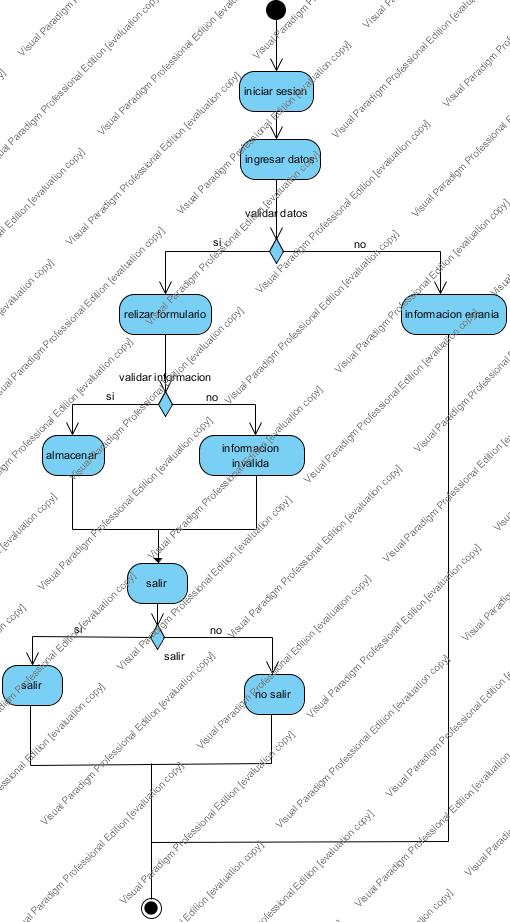 iniciar sesion
ingresar datos
validar datos
si
no
relizar formulario
informacion errania
validar informacion
si
no
almacenar
informacion
invalida
salir
si
no
salir
salir
no salir
Visual Paradigm Professional Edition [evaluation copy]